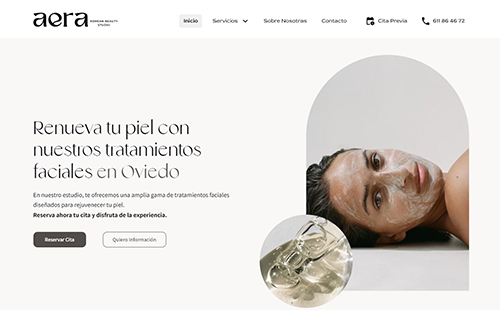 aera KOREAN BEAUTY
STUDIO
Inicio Servicios Sobre Nosotras Contacto Cita Previa 611 86 46 72
Renueva tu piel con
nuestros tratamientos
faciales en Oviedo
En nuestro estudio, te ofrecemos una amplia gama de tratamientos faciales
diseñados para rejuvenecer tu piel.
Reserva ahora tu cita y disfruta de la experiencia.
Reservar Cita Quiero Información